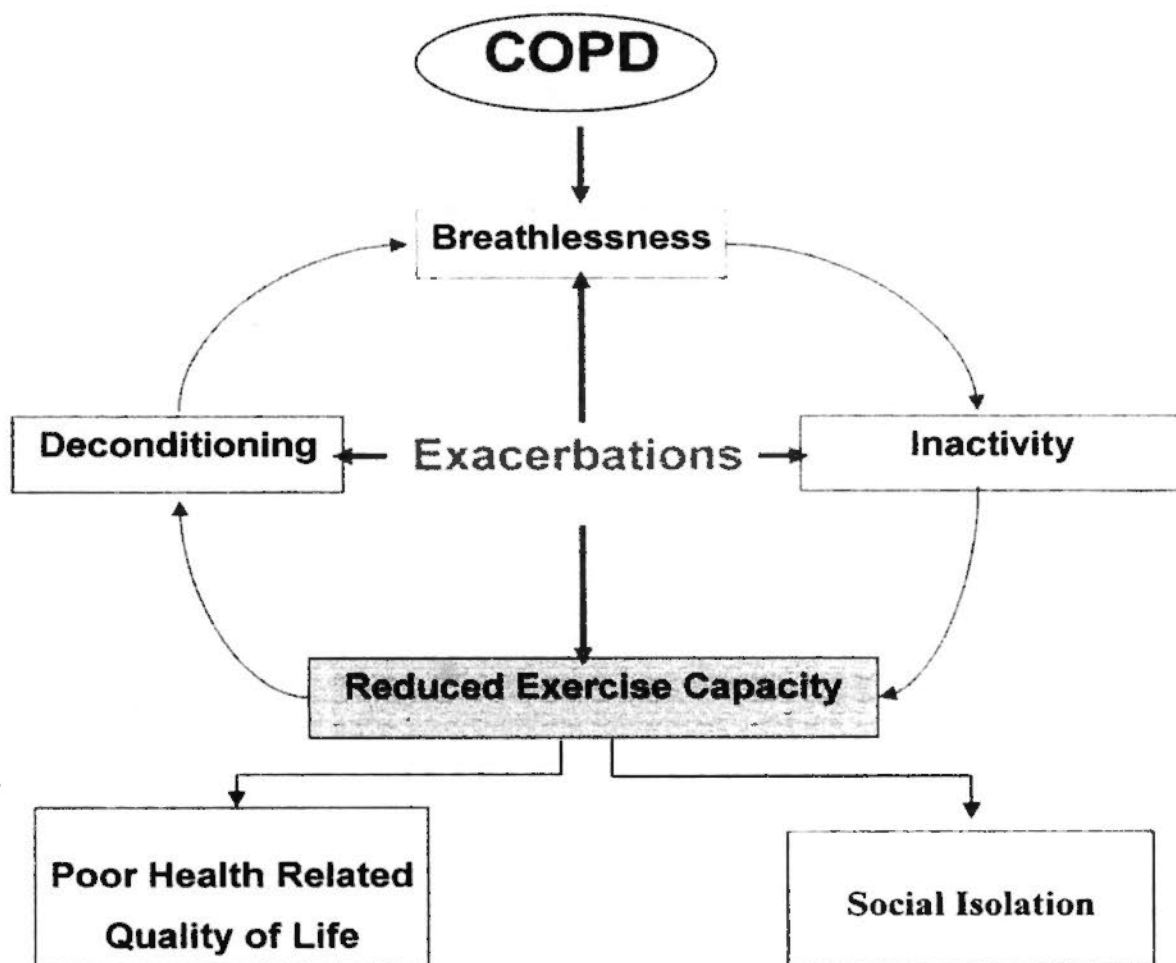 COPD
Breathlessness
Deconditioning
Exacerbations
Inactivity
Reduced Exercise Capacity
Poor Health Related
Quality of Life
Social Isolation